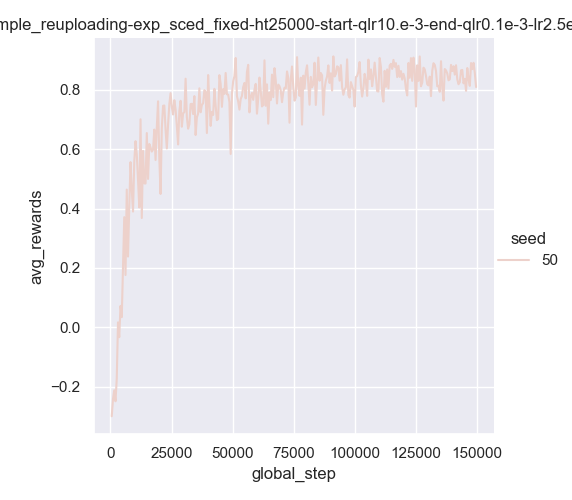 mple_reuploading-exp_sced_fixed-ht25000-start-qlr10.e-3-end-qlr0.1e-3-lr2.5e
0.8
0.6
0.4
0.2
0.0
−0.2
avg_rewards
seed
50
0 25000 50000 75000 100000 125000 150000
global_step